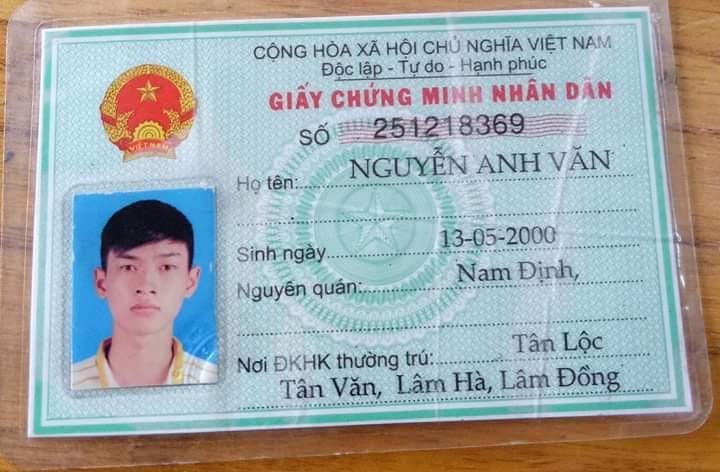 CỘNG HÒA XÃ HỘI CHỦ NGHĨA VIỆT NAM
Độc lập - Tự do - Hạnh phúc
GIẤY CHỨNG MINH NHÂN DÂN
SỐ 251218369
Họ tên: NGUYỄN ANH VĂN
Sinh ngày 13-05-2000
Nguyên quán: Nam Định,
Nơi ĐKHK thường trú: Tân Lộc
Tân Văn, Lâm Hà, Lâm Đồng
VIỆT NAM